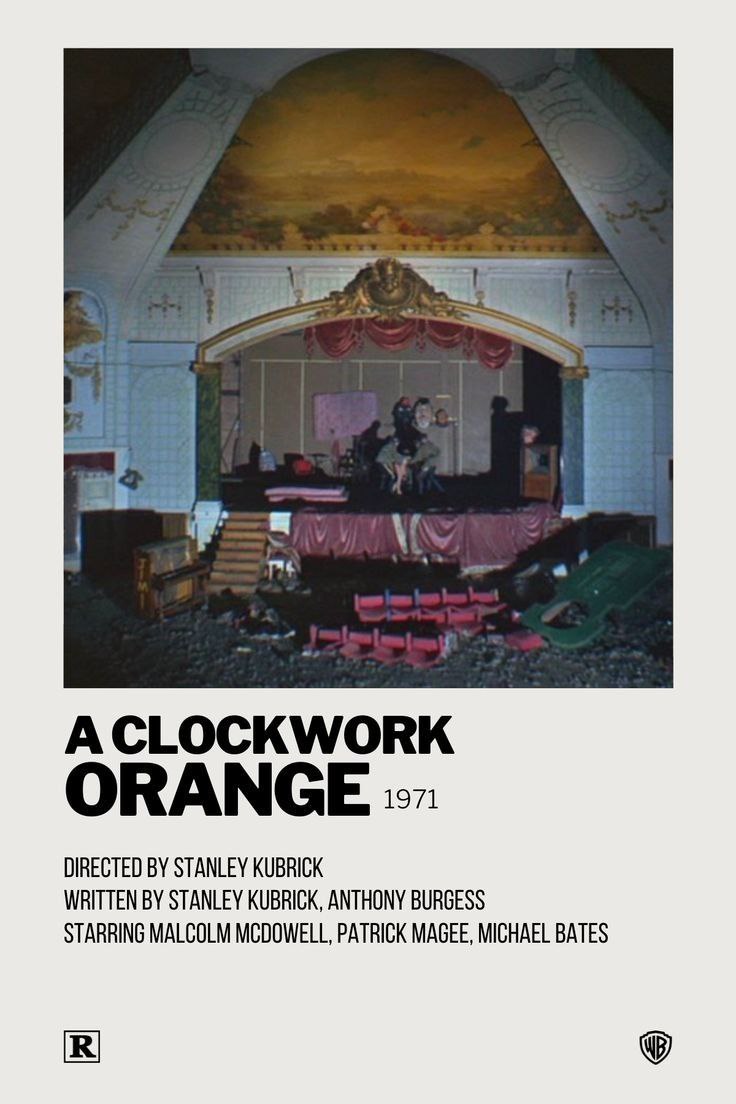 A CLOCKWORK
ORANGE 1971
DIRECTED BY STANLEY KUBRICK
WRITTEN BY STANLEY KUBRICK, ANTHONY BURGESS
STARRING MALCOLM MCDOWELL, PATRICK MAGEE, MICHAEL BATES
R WB